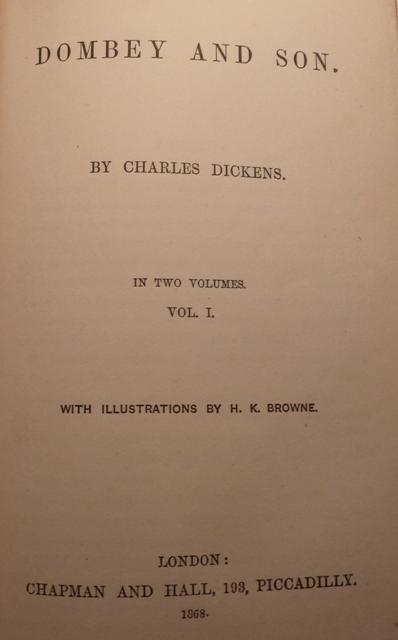 DOMBEY AND SON.
BY CHARLES DICKENS.
IN TWO VOLUMES.
VOL. I.
WITH ILLUSTRATIONS BY H. K. BROWNE.
LONDON:
CHAPMAN AND HALL, 193, PICCADILLY.
1868.